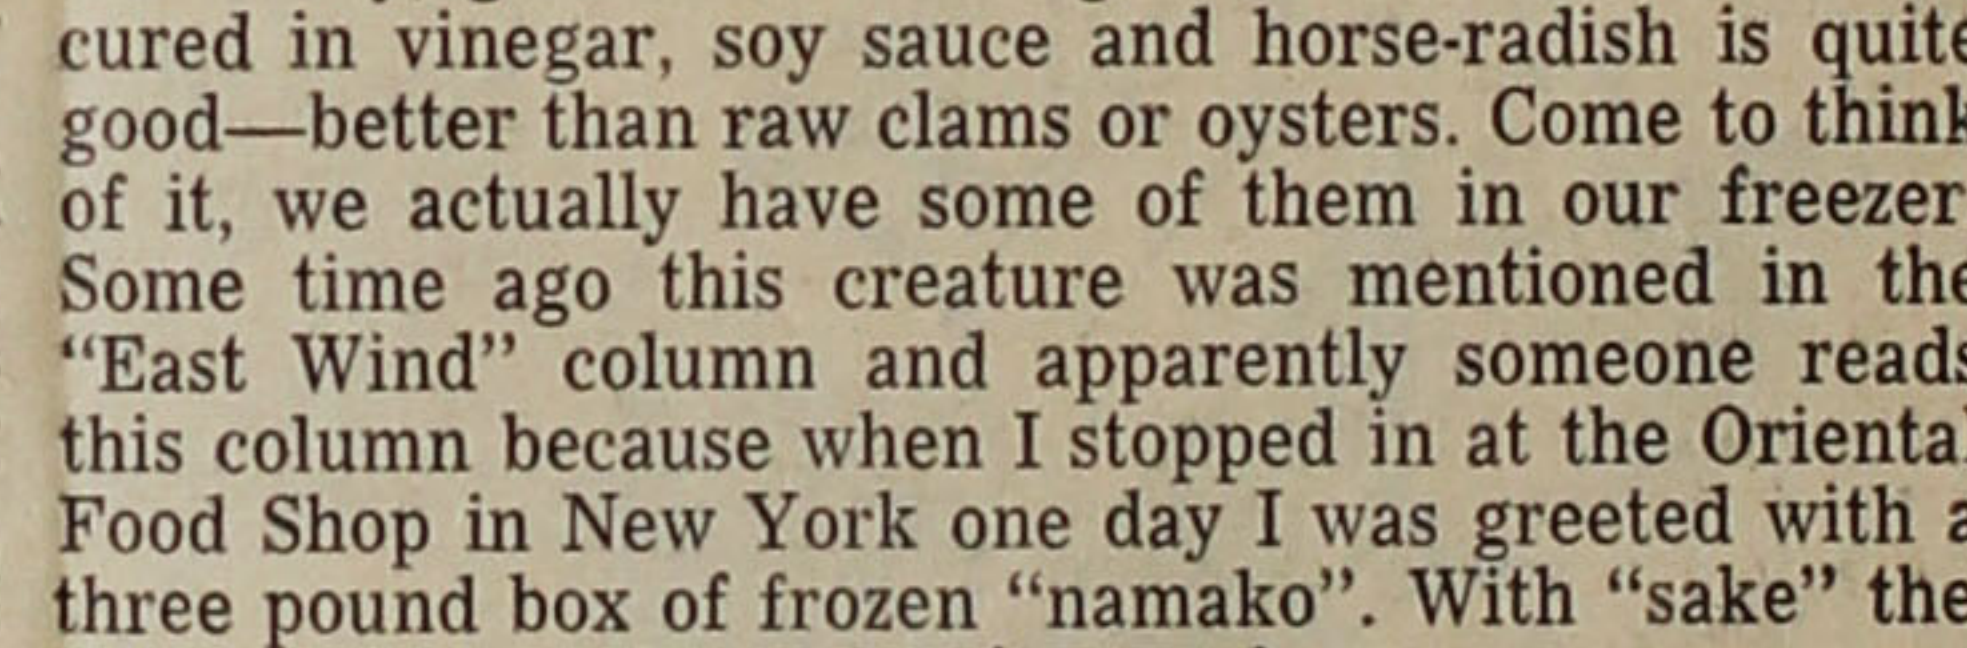 cured in vinegar, soy sauce and horse-radish is quite
good—better than raw clams or oysters. Come to think
of it, we actually have some of them in our freezer
Some time ago this creature was mentioned in the
“East Wind” column and apparently someone reads
this column because when I stopped in at the Oriental
Food Shop in New York one day I was greeted with a
three pound box of frozen “namako”. With “sake” the